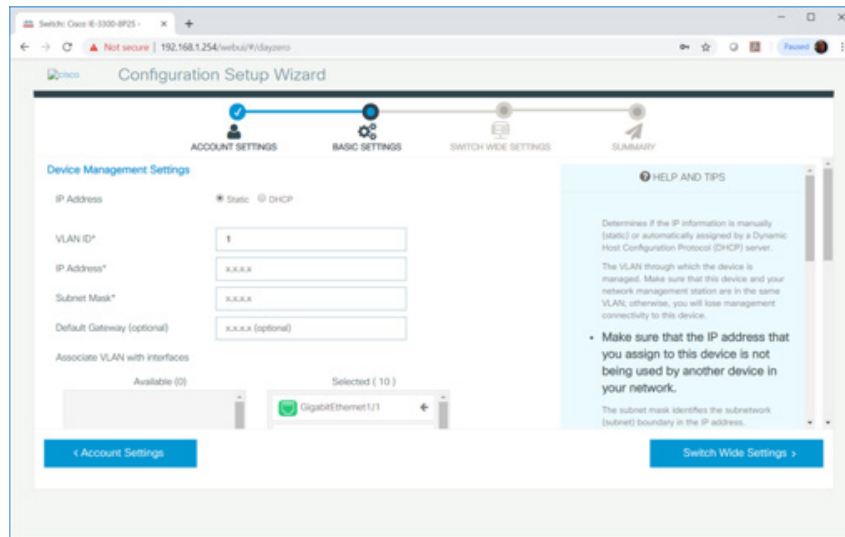 Switch: Cisco IE-3300-8P2S -
Not secure | 192.168.1.254/webui/#/dayzero
Paused
cisco
Configuration Setup Wizard
ACCOUNT SETTINGS
BASIC SETTINGS
SWITCH WIDE SETTINGS
SUMMARY
Device Management Settings
IP Address
Static
DHCP
VLAN ID*
1
IP Address*
x.x.x.x
Subnet Mask*
x.x.x.x
Default Gateway (optional)
x.x.x.x (optional)
Associate VLAN with interfaces
Available (0)
Selected ( 10 )
GigabitEthernet1/1
HELP AND TIPS
Determines if the IP information is manually
(static) or automatically assigned by a Dynamic
Host Configuration Protocol (DHCP) server.
The VLAN through which the device is
managed. Make sure that this device and your
network management station are in the same
VLAN; otherwise, you will lose management
connectivity to this device.
• Make sure that the IP address that
you assign to this device is not
being used by another device in
your network.
The subnet mask identifies the subnetwork
(subnet) boundary in the IP address.
< Account Settings
Switch Wide Settings >